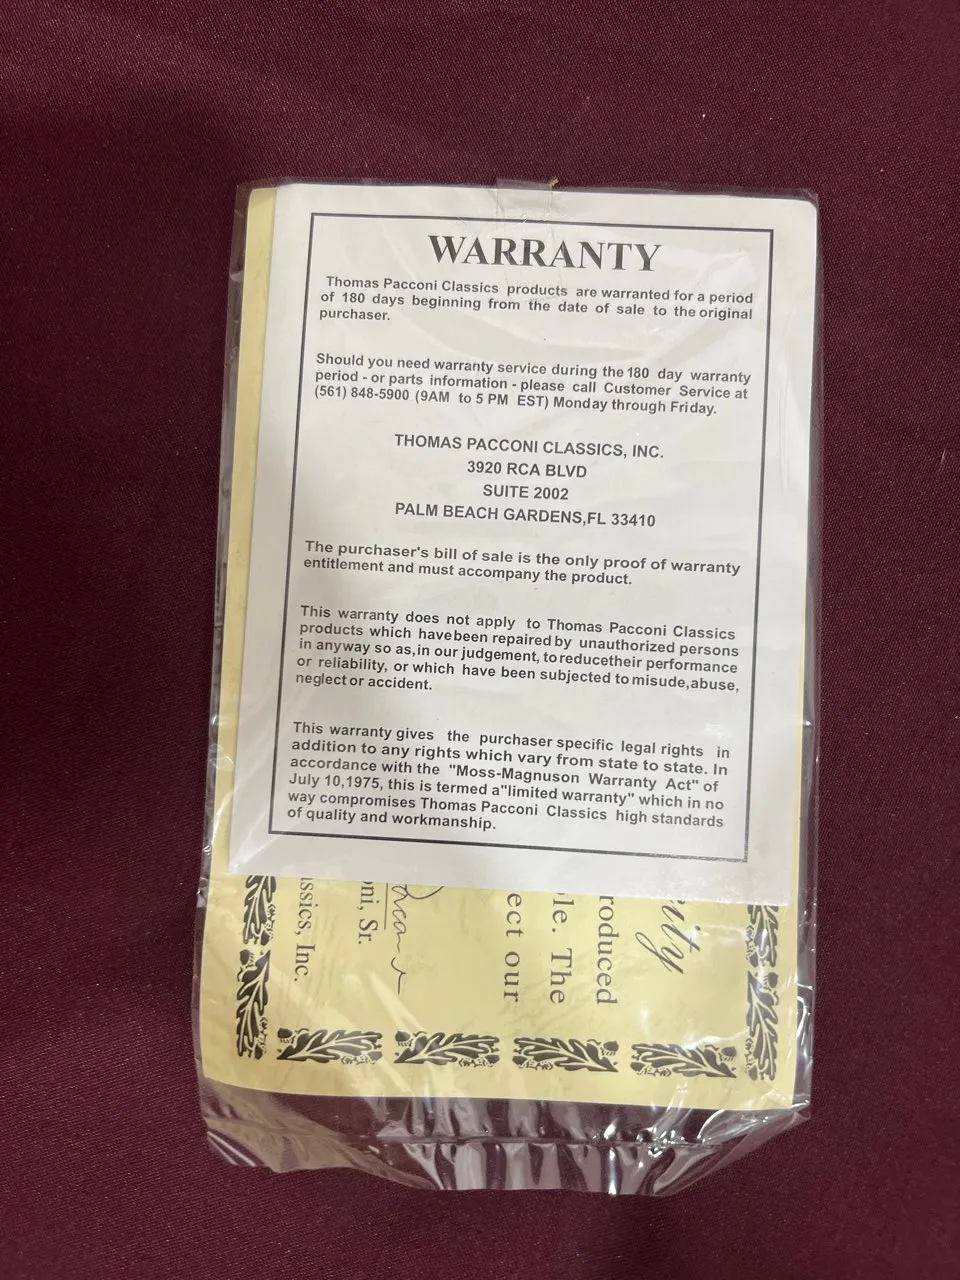 WARRANTY
Thomas Pacconi Classics products are warranted for a period
of 180 days beginning from the date of sale to the original
purchaser.
Should you need warranty service during the 180 day warranty
period - or parts information - please call Customer Service at
(561) 848-5900 (9AM to 5 PM EST) Monday through Friday.
THOMAS PACCONI CLASSICS, INC.
3920 RCA BLVD
SUITE 2002
PALM BEACH GARDENS,FL 33410
The purchaser's bill of sale is the only proof of warranty
entitlement and must accompany the product.
This warranty does not apply to Thomas Pacconi Classics
products which havebeen repaired by unauthorized persons
in anyway so as,in our judgement, to reducetheir performance
or reliability, or which have been subjected to misude,abuse,
neglect or accident.
This warranty gives the purchaser specific legal rights in
addition to any rights which vary from state to state. In
accordance with the "Moss-Magnuson Warranty Act" of
July 10,1975, this is termed a"limited warranty" which in no
way compromises Thomas Pacconi Classics high standards
of quality and workmanship.
city
roduced
le. The
ect our
oni, Sr.
ssics, Inc.